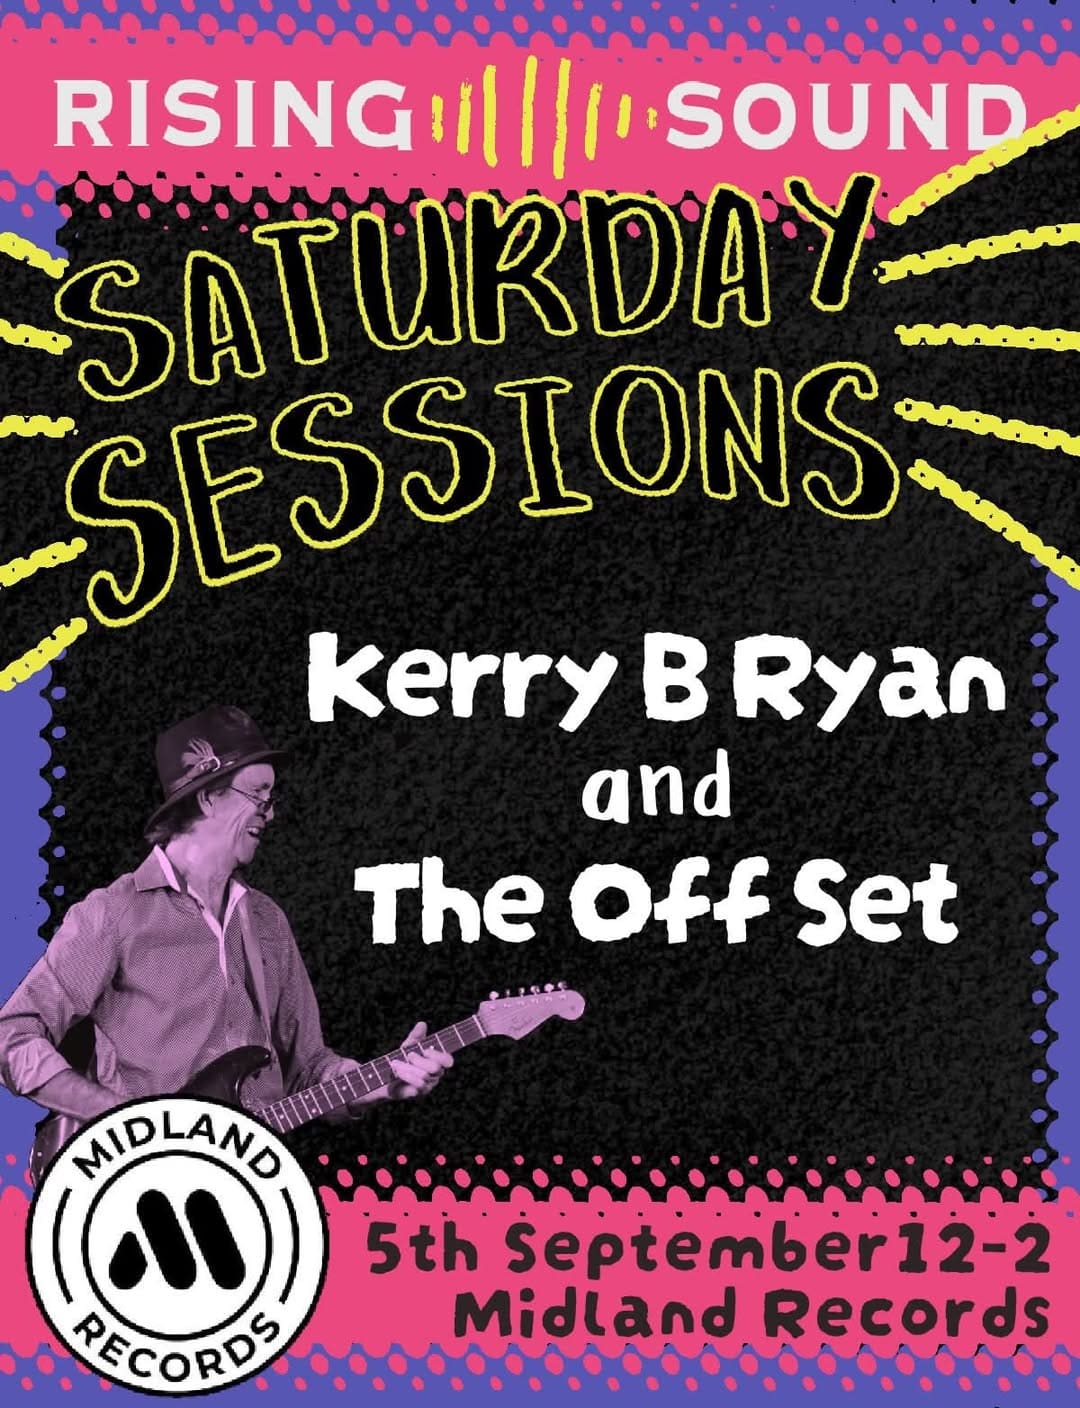 RISING SOUND
SATURDAY
SESSIONS
Kerry B Ryan
and
The Off Set
MIDLAND
RECORDS
5th September 12-2
Midland Records